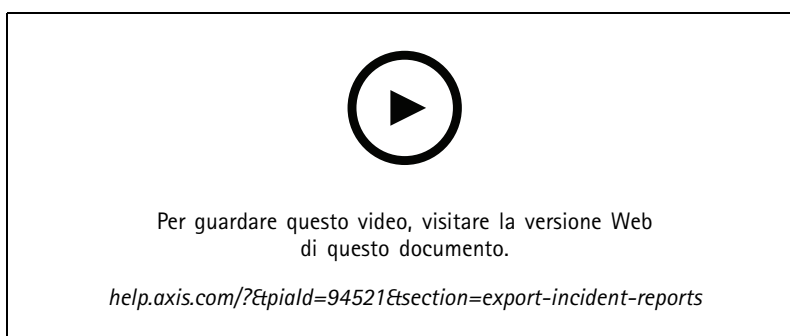 Per guardare questo video, visitare la versione Web
di questo documento.
help.axis.com/?&piaId=94521&section=export-incident-reports